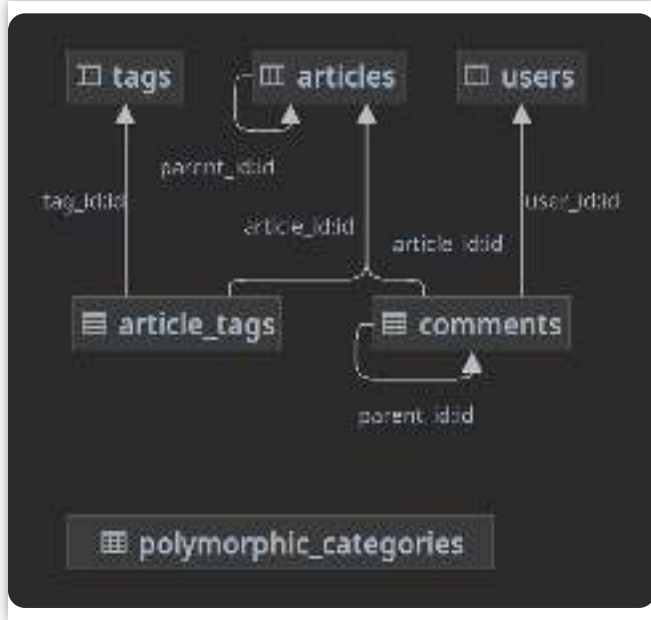 tags
articles
users
parent_id:id
tag_id:id
user_id:id
article_id:id
article_id:id
article_tags
comments
parent_id:id
polymorphic_categories